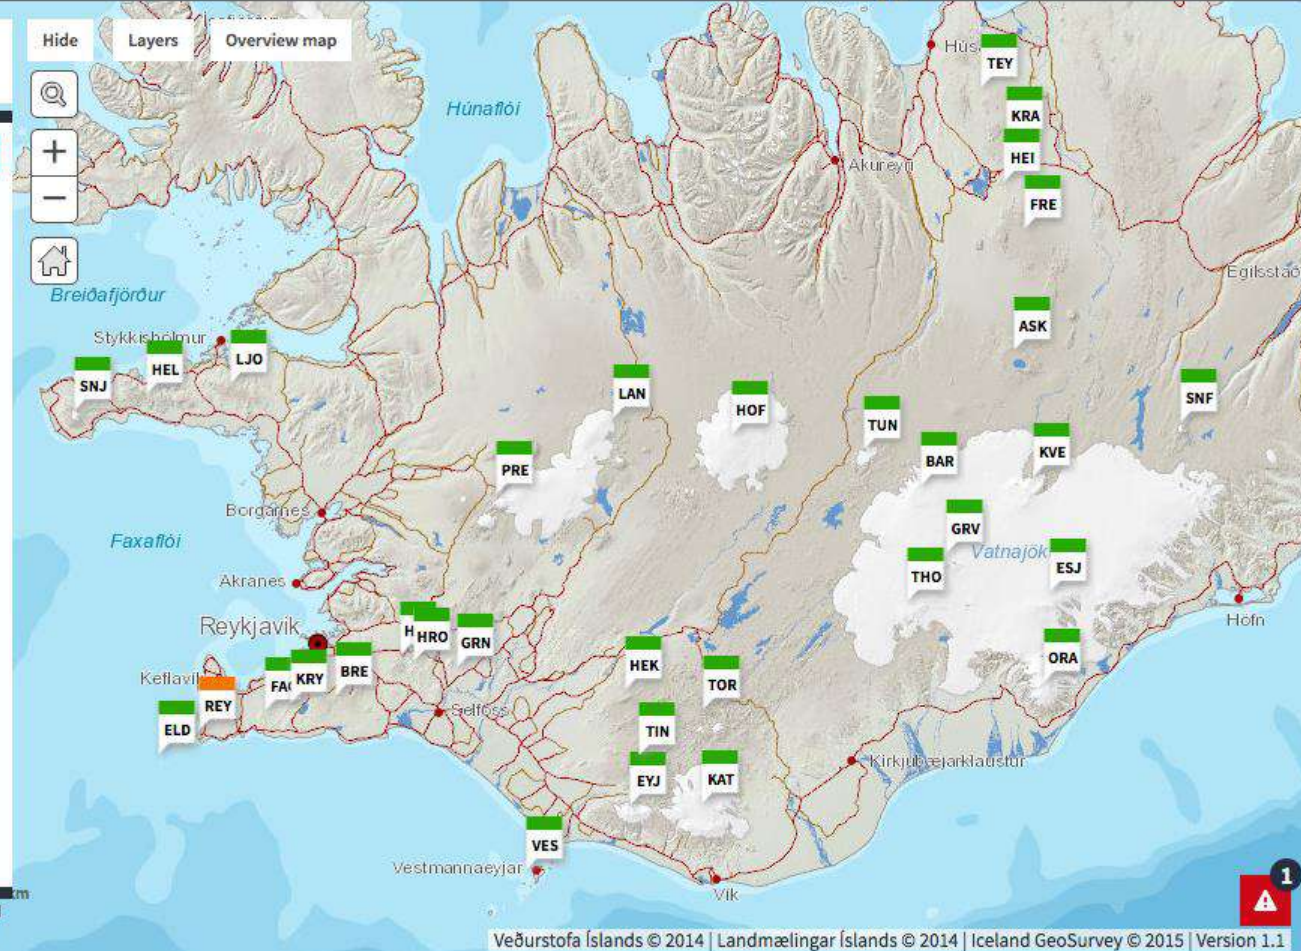 Hide
Layers
Overview map
Húnaflói
TEY
KRA
HEI
Akureyri
FRE
Egilsstað
Breiðafjörður
ASK
Stykkishólmur
LJO
HEL
SNJ
LAN
SNF
HOF
TUN
KVE
BAR
PRE
Borgarnes
GRV
Faxaflói
Vatnajök
ESJ
THO
Akranes
Höfn
Reykjavík
HRO
GRN
ORA
HEK
BRE
KRY
TOR
REY
Selfoss
ELD
TIN
Kirkjubæjarklaustur
EYJ
KAT
VES
Vestmannaeyjar
Vík
1
km
Veðurstofa Íslands © 2014 | Landmælingar Íslands © 2014 | Iceland GeoSurvey © 2015 | Version 1.1